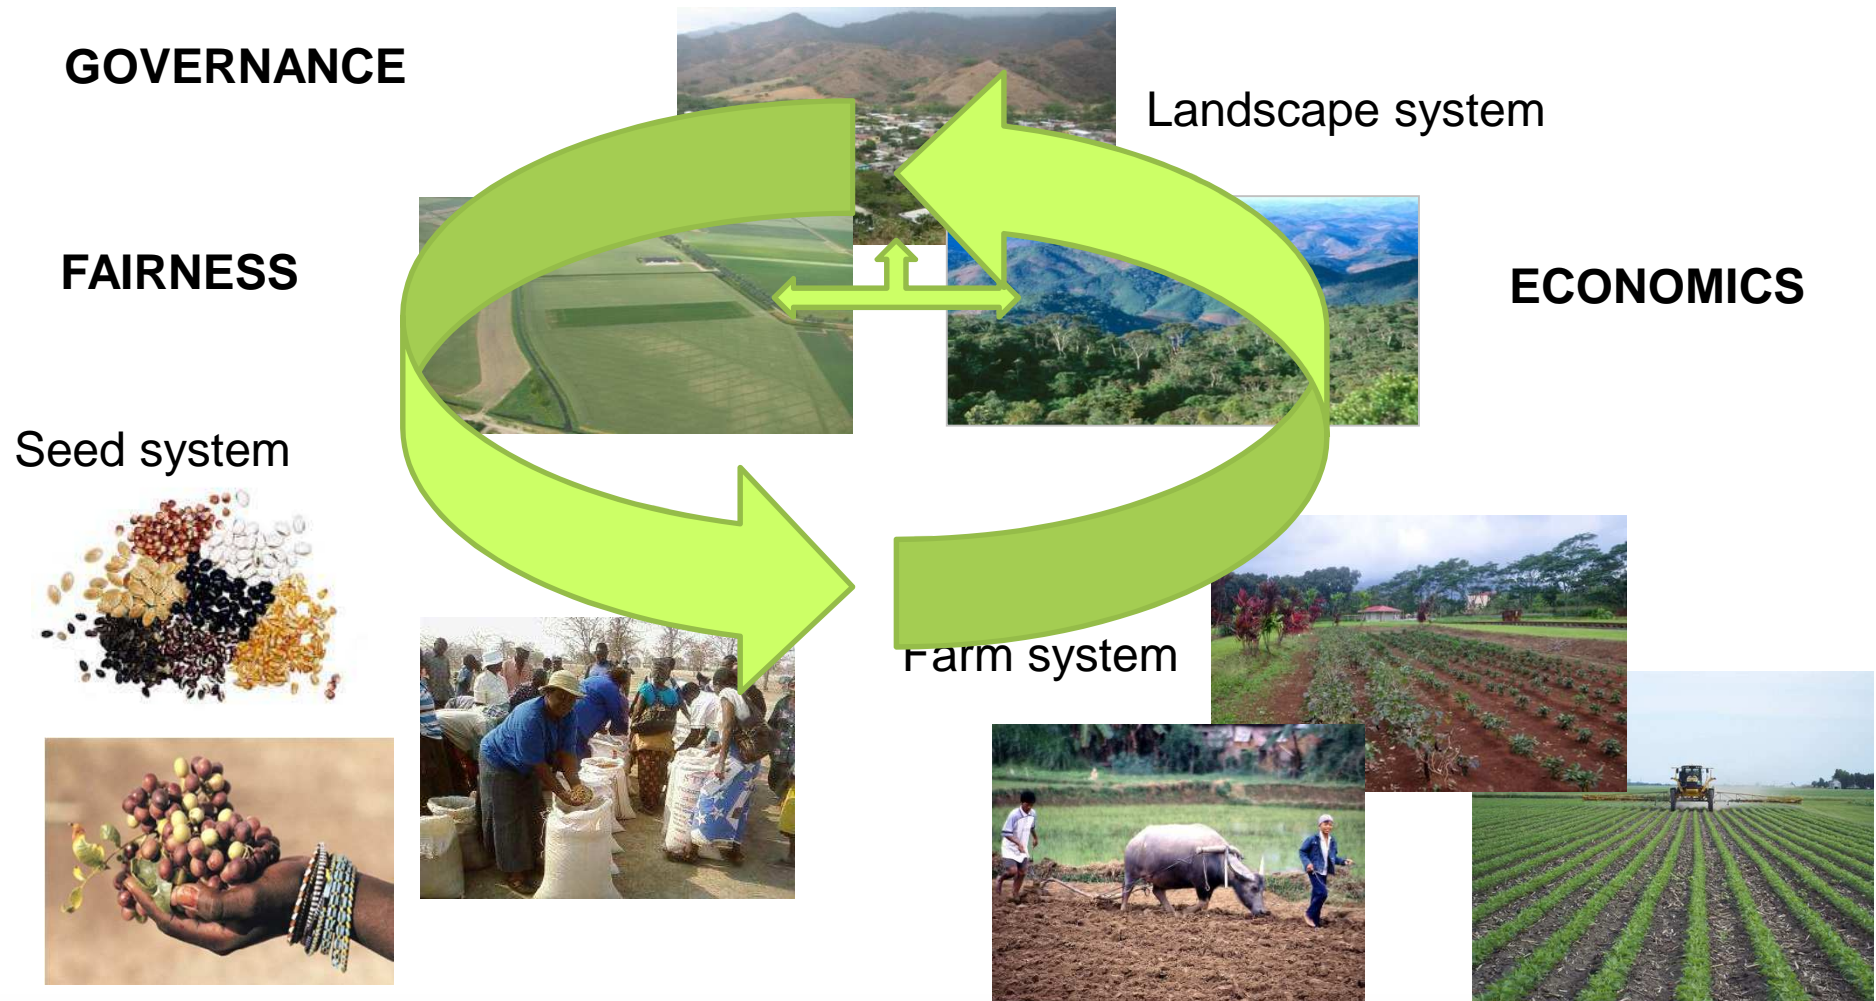 GOVERNANCE
Landscape system
FAIRNESS
ECONOMICS
Seed system
Farm system